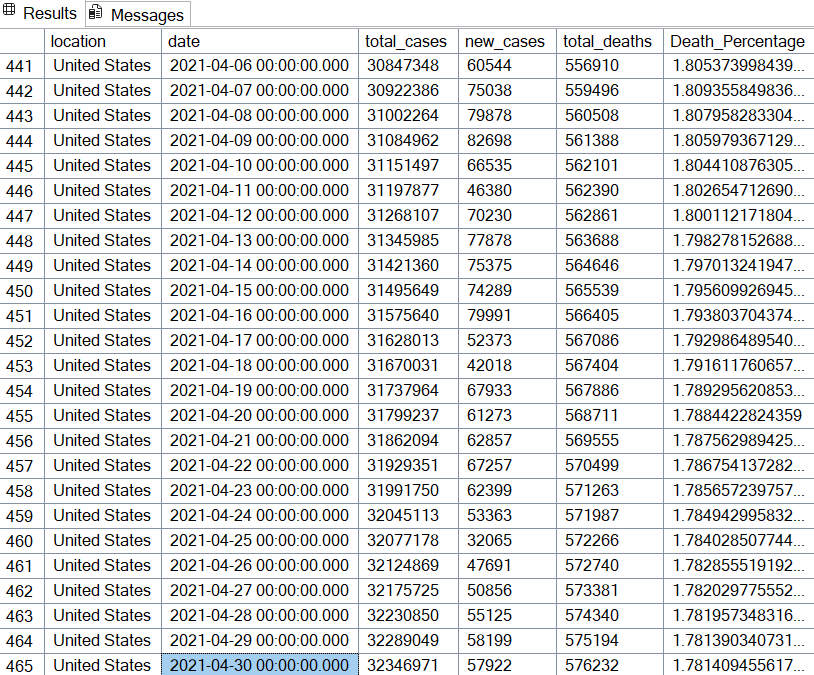 Results Messages
location date total_cases new_cases total_deaths Death_Percentage
441 United States 2021-04-06 00:00:00.000 30847348 60544 556910 1.805373998439...
442 United States 2021-04-07 00:00:00.000 30922386 75038 559496 1.809355849836...
443 United States 2021-04-08 00:00:00.000 31002264 79878 560508 1.807958283304...
444 United States 2021-04-09 00:00:00.000 31084962 82698 561388 1.805979367129...
445 United States 2021-04-10 00:00:00.000 31151497 66535 562101 1.804410876305...
446 United States 2021-04-11 00:00:00.000 31197877 46380 562390 1.802654712690...
447 United States 2021-04-12 00:00:00.000 31268107 70230 562861 1.800112171804...
448 United States 2021-04-13 00:00:00.000 31345985 77878 563688 1.798278152688...
449 United States 2021-04-14 00:00:00.000 31421360 75375 564646 1.797013241947...
450 United States 2021-04-15 00:00:00.000 31495649 74289 565539 1.795609926945...
451 United States 2021-04-16 00:00:00.000 31575640 79991 566405 1.793803704374...
452 United States 2021-04-17 00:00:00.000 31628013 52373 567086 1.792986489540...
453 United States 2021-04-18 00:00:00.000 31670031 42018 567404 1.791611760657...
454 United States 2021-04-19 00:00:00.000 31737964 67933 567886 1.789295620853...
455 United States 2021-04-20 00:00:00.000 31799237 61273 568711 1.7884422824359
456 United States 2021-04-21 00:00:00.000 31862094 62857 569555 1.787562989425...
457 United States 2021-04-22 00:00:00.000 31929351 67257 570499 1.786754137282...
458 United States 2021-04-23 00:00:00.000 31991750 62399 571263 1.785657239757...
459 United States 2021-04-24 00:00:00.000 32045113 53363 571987 1.784942995832...
460 United States 2021-04-25 00:00:00.000 32077178 32065 572266 1.784028507744...
461 United States 2021-04-26 00:00:00.000 32124869 47691 572740 1.782855519192...
462 United States 2021-04-27 00:00:00.000 32175725 50856 573381 1.782029775552...
463 United States 2021-04-28 00:00:00.000 32230850 55125 574340 1.781957348316...
464 United States 2021-04-29 00:00:00.000 32289049 58199 575194 1.781390340731...
465 United States 2021-04-30 00:00:00.000 32346971 57922 576232 1.781409455617...